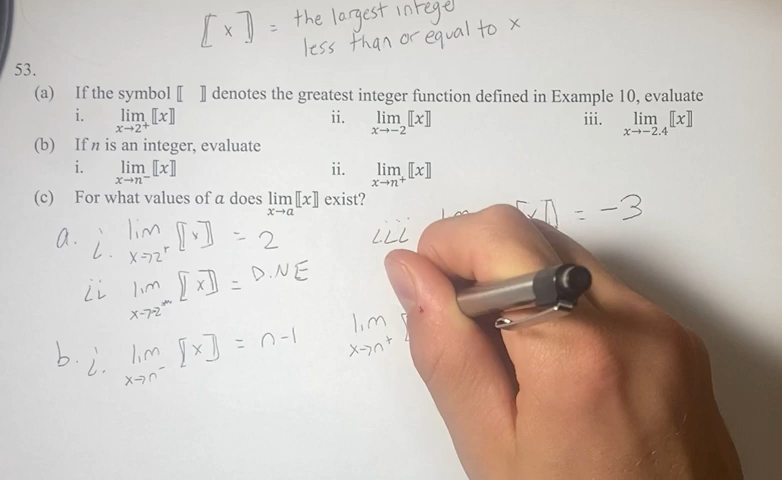 ⟦x⟧ = the largest intege
less than or equal to x
53.
(a) If the symbol ⟦ ⟧ denotes the greatest integer function defined in Example 10, evaluate
i. lim x→2⁺ ⟦x⟧ ii. lim x→−2 ⟦x⟧ iii. lim x→−2.4 ⟦x⟧
(b) If n is an integer, evaluate
i. lim x→n⁻ ⟦x⟧ ii. lim x→n⁺ ⟦x⟧
(c) For what values of a does lim x→a ⟦x⟧ exist?
a. i. lim x→2⁺ ⟦x⟧ = 2 iii = −3
ii lim ⟦x⟧ = D.NE
b. i. lim x→n⁻ ⟦x⟧ = n−1 lim x→n⁺